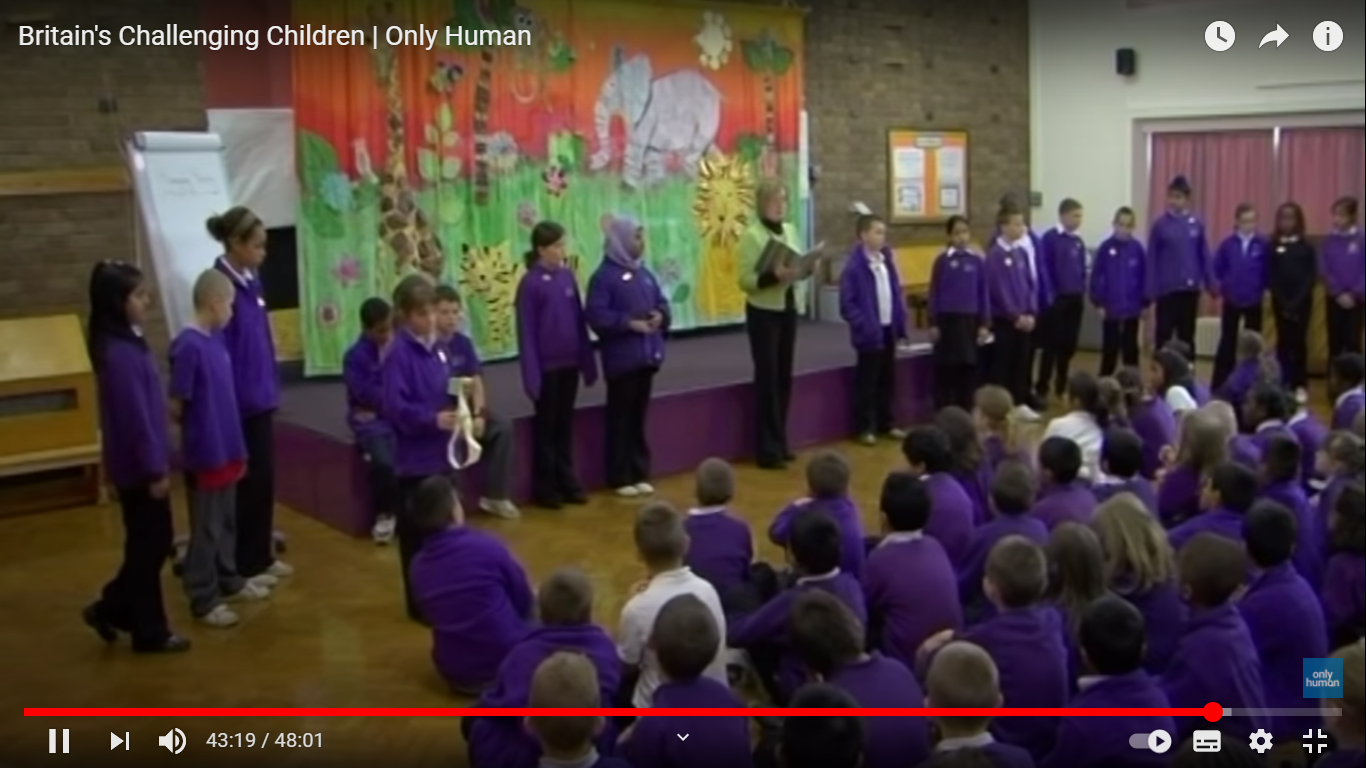 Britain's Challenging Children | Only Human
only
human
43:19 / 48:01